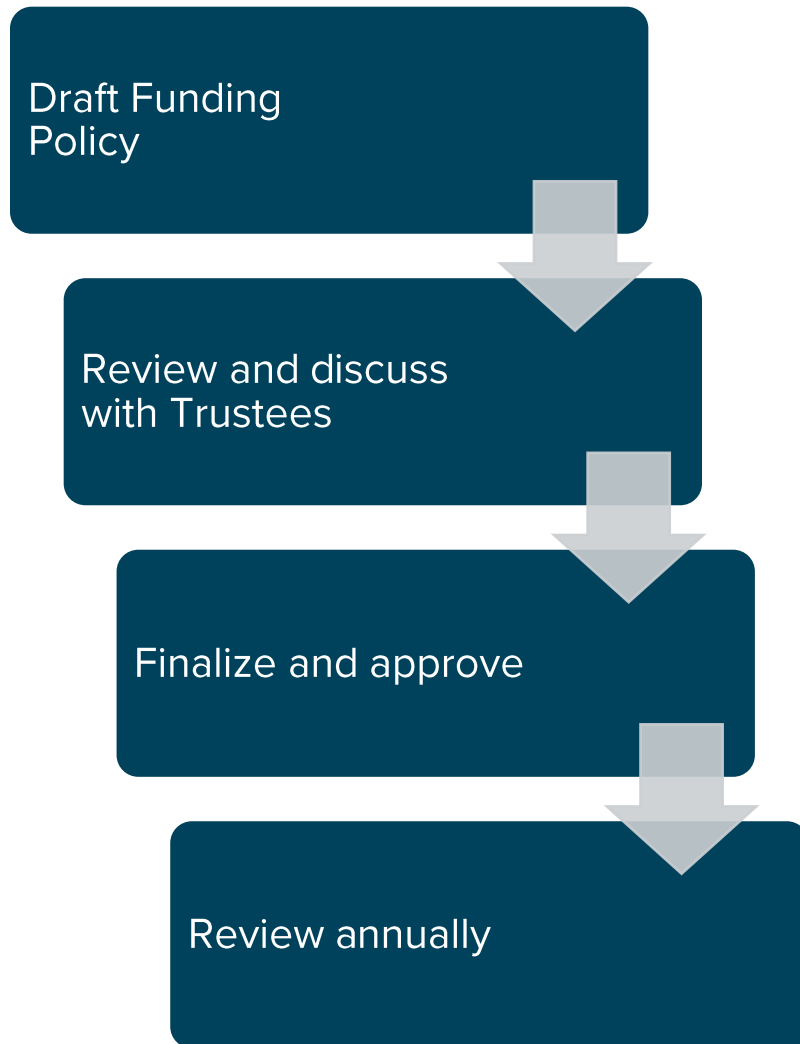 Draft Funding
Policy
Review and discuss
with Trustees
Finalize and approve
Review annually